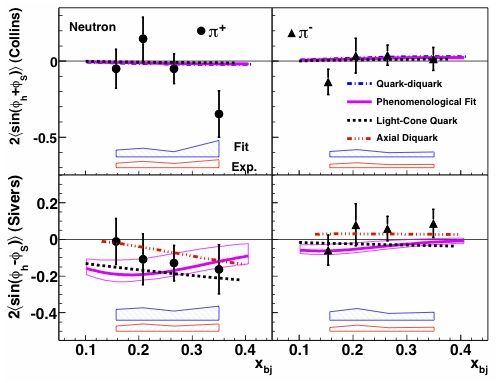 Neutron
π⁺
π⁻
2⟨sin(ϕh+ϕS)⟩ (Collins)
0
-0.5
Quark-diquark
Phenomenological Fit
Light-Cone Quark
Axial Diquark
Fit
Exp.
2⟨sin(ϕh-ϕS)⟩ (Sivers)
0.2
0
-0.2
-0.4
0.1 0.2 0.3 0.4 0.1 0.2 0.3 0.4
xbj xbj